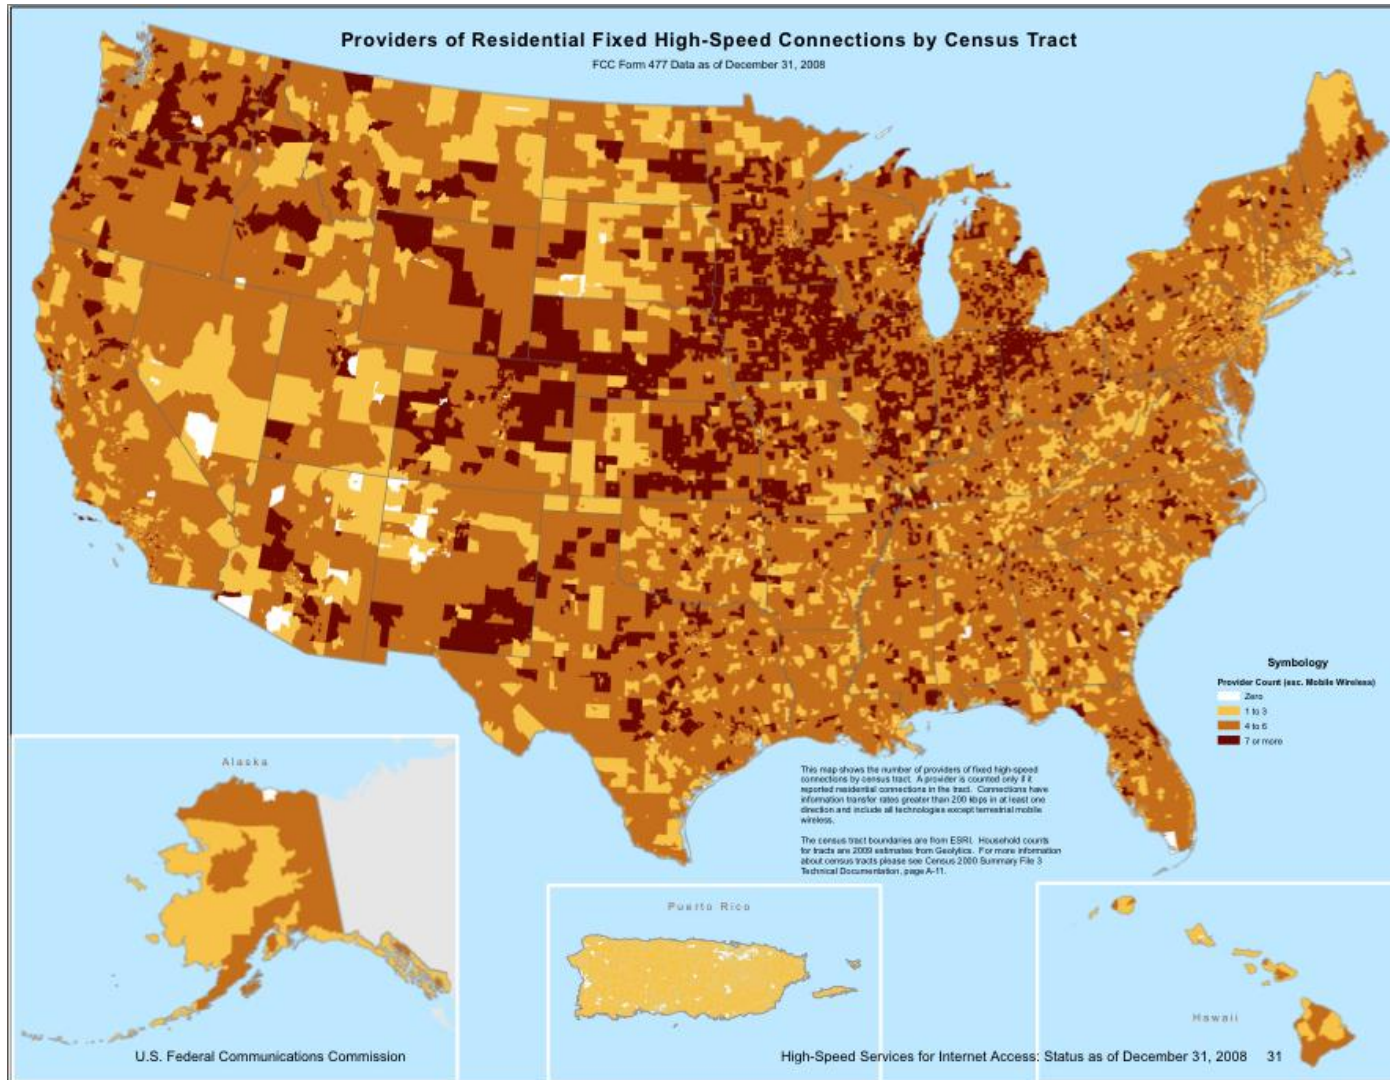 Providers of Residential Fixed High-Speed Connections by Census Tract
FCC Form 477 Data as of December 31, 2008
Symbology
Provider Count (exc. Mobile Wireless)
Zero
1 to 3
4 to 6
7 or more
Alaska
This map shows the number of providers of fixed high-speed
connections by census tract. A provider is counted only if it
reported residential connections in the tract. Connections have
information transfer rates greater than 200 kbps in at least one
direction and include all technologies except terrestrial mobile
wireless.
The census tract boundaries are from ESRI. Household counts
for tracts are 2009 estimates from Geolytics. For more information
about census tracts please see Census 2000 Summary File 3
Technical Documentation, page A-11.
Puerto Rico
Hawaii
U.S. Federal Communications Commission
High-Speed Services for Internet Access: Status as of December 31, 2008 31